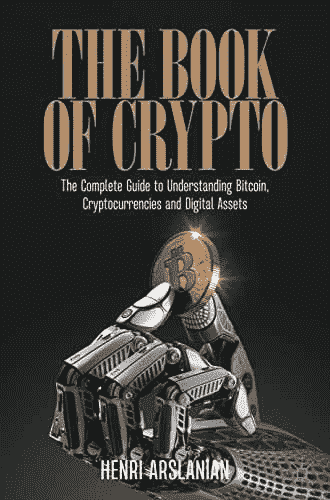 THE BOOK
OF CRYPTO
The Complete Guide to Understanding Bitcoin,
Cryptocurrencies and Digital Assets
HENRI ARSLANIAN